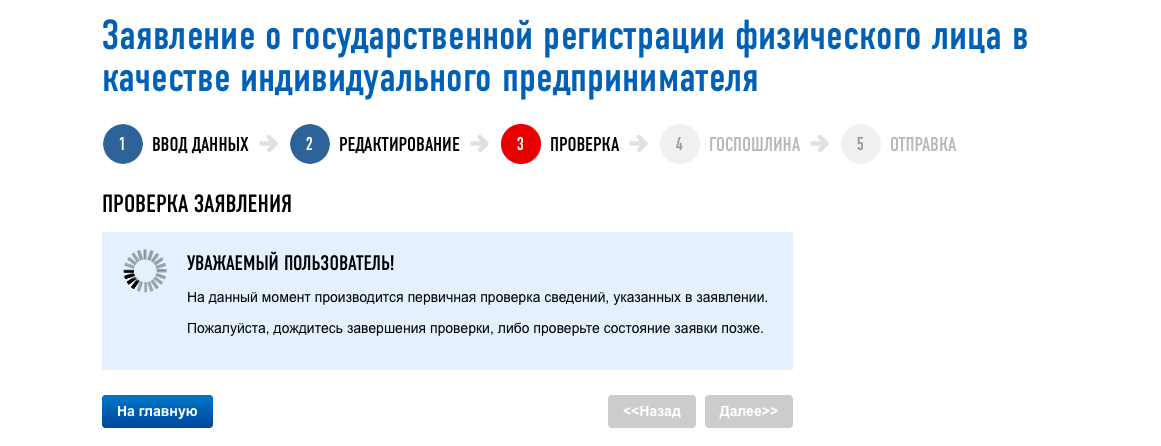 Заявление о государственной регистрации физического лица в
качестве индивидуального предпринимателя
1 ВВОД ДАННЫХ 2 РЕДАКТИРОВАНИЕ 3 ПРОВЕРКА 4 ГОСПОШЛИНА 5 ОТПРАВКА
ПРОВЕРКА ЗАЯВЛЕНИЯ
УВАЖАЕМЫЙ ПОЛЬЗОВАТЕЛЬ!
На данный момент производится первичная проверка сведений, указанных в заявлении.
Пожалуйста, дождитесь завершения проверки, либо проверьте состояние заявки позже.
На главную <<Назад Далее>>